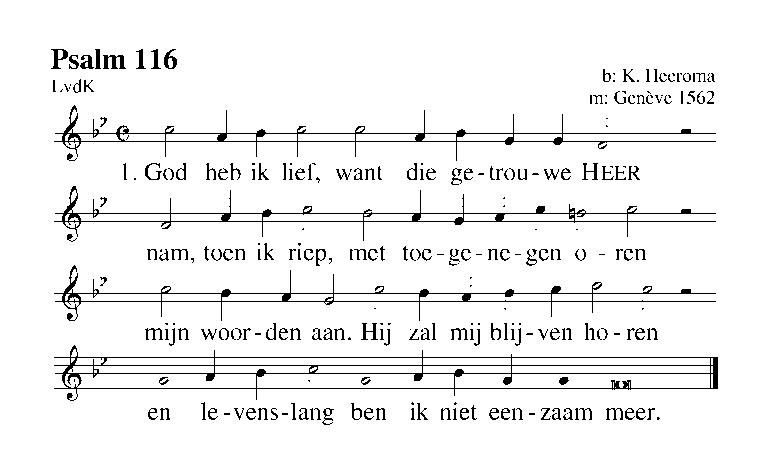 Psalm 116
LvdK
b: K. Heeroma
m: Genève 1562
1. God heb ik lief, want die ge-trou-we HEER
nam, toen ik riep, met toe-ge-ne-gen o-ren
mijn woor-den aan. Hij zal mij blij-ven ho-ren
en le-vens-lang ben ik niet een-zaam meer.